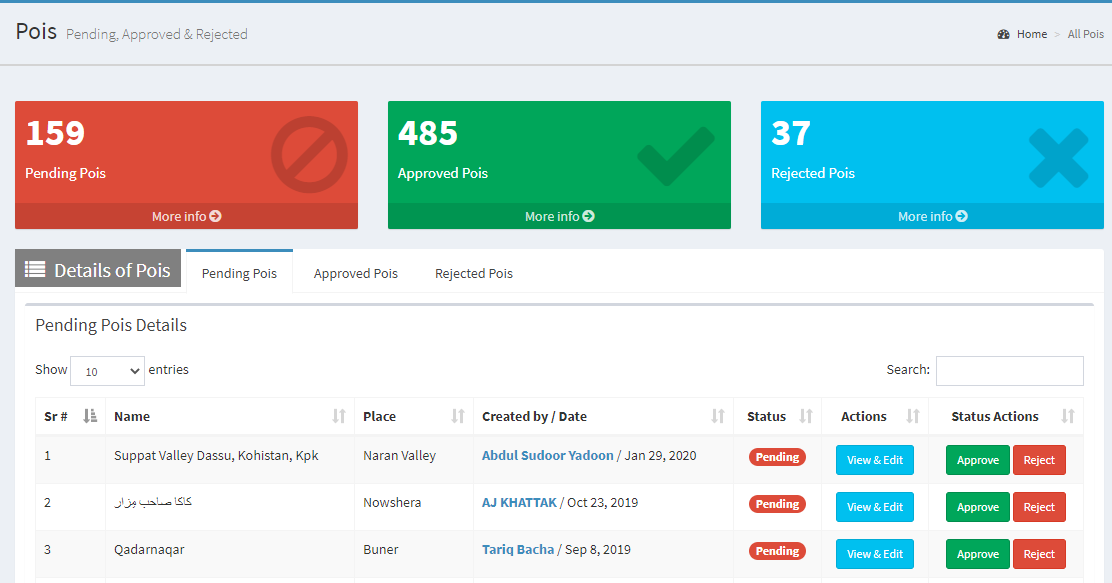 Pois Pending, Approved & Rejected
Home > All Pois
159
Pending Pois
More info
485
Approved Pois
More info
37
Rejected Pois
More info
Details of Pois
Pending Pois Approved Pois Rejected Pois
Pending Pois Details
Show 10 entries
Search:
Sr # Name Place Created by / Date Status Actions Status Actions
1 Suppat Valley Dassu, Kohistan, Kpk Naran Valley Abdul Sudoor Yadoon / Jan 29, 2020 Pending View & Edit Approve Reject
2 کاکا صاحب مِزار Nowshera AJ KHATTAK / Oct 23, 2019 Pending View & Edit Approve Reject
3 Qadarnaqar Buner Tariq Bacha / Sep 8, 2019 Pending View & Edit Approve Reject